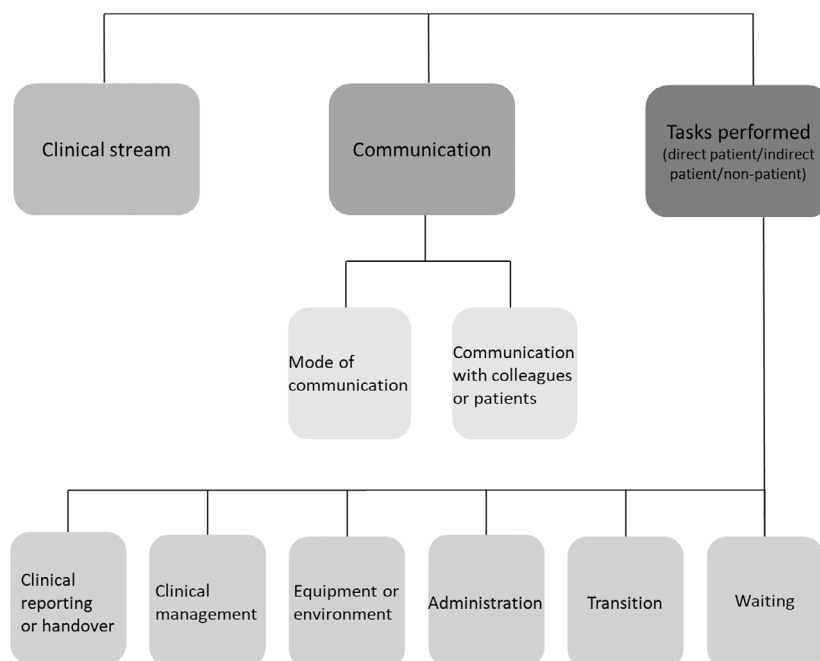 Clinical stream
Communication
Tasks performed
(direct patient/indirect
patient/non-patient)
Mode of
communication
Communication
with colleagues
or patients
Clinical
reporting
or handover
Clinical
management
Equipment or
environment
Administration
Transition
Waiting